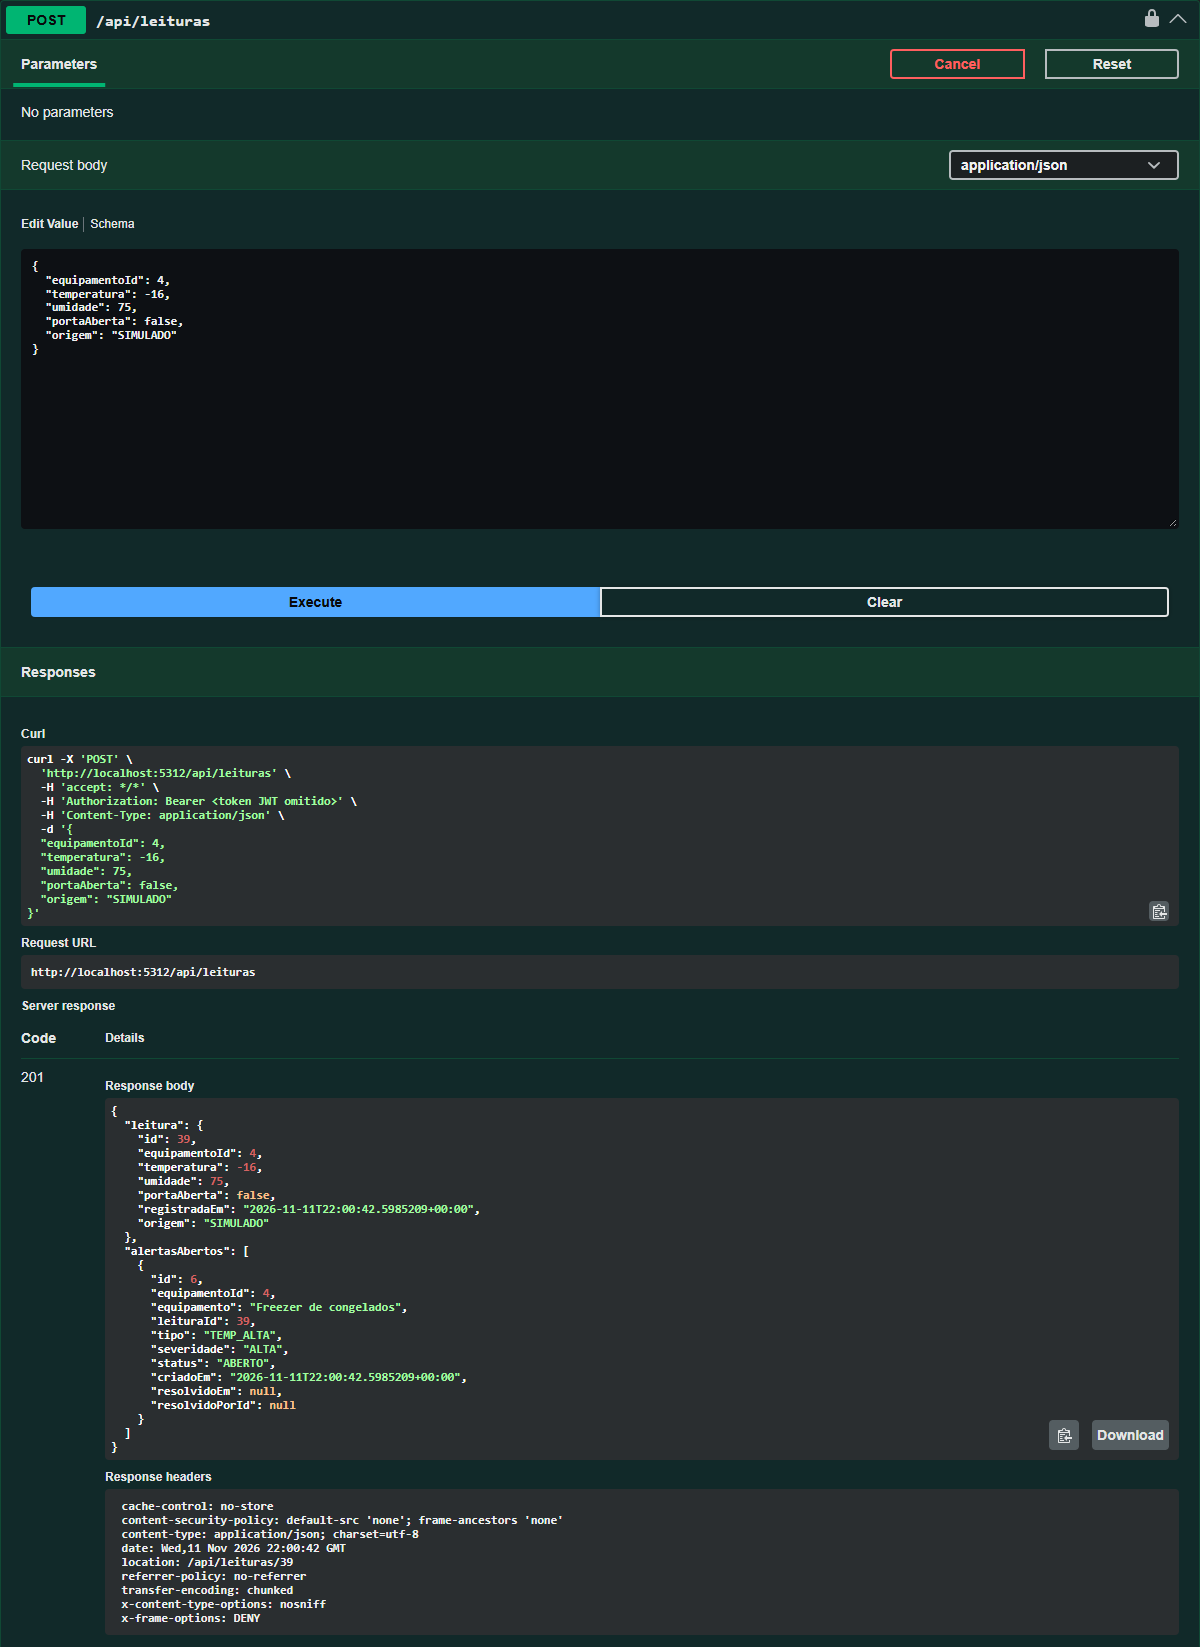 POST /api/leituras
Parameters
Cancel
Reset
No parameters
Request body
application/json
Edit Value | Schema
{
  "equipamentoId": 4,
  "temperatura": -16,
  "umidade": 75,
  "portaAberta": false,
  "origem": "SIMULADO"
}
Execute
Clear
Responses
Curl
curl -X 'POST' \
  'http://localhost:5312/api/leituras' \
  -H 'accept: */*' \
  -H 'Authorization: Bearer <token JWT omitido>' \
  -H 'Content-Type: application/json' \
  -d '{
  "equipamentoId": 4,
  "temperatura": -16,
  "umidade": 75,
  "portaAberta": false,
  "origem": "SIMULADO"
}'
Request URL
http://localhost:5312/api/leituras
Server response
Code Details
201
Response body
{
  "leitura": {
    "id": 39,
    "equipamentoId": 4,
    "temperatura": -16,
    "umidade": 75,
    "portaAberta": false,
    "registradaEm": "2026-11-11T22:00:42.5985209+00:00",
    "origem": "SIMULADO"
  },
  "alertasAbertos": [
    {
      "id": 6,
      "equipamentoId": 4,
      "equipamento": "Freezer de congelados",
      "leituraId": 39,
      "tipo": "TEMP_ALTA",
      "severidade": "ALTA",
      "status": "ABERTO",
      "criadoEm": "2026-11-11T22:00:42.5985209+00:00",
      "resolvidoEm": null,
      "resolvidoPorId": null
    }
  ]
}
Download
Response headers
cache-control: no-store
content-security-policy: default-src 'none'; frame-ancestors 'none'
content-type: application/json; charset=utf-8
date: Wed,11 Nov 2026 22:00:42 GMT
location: /api/leituras/39
referrer-policy: no-referrer
transfer-encoding: chunked
x-content-type-options: nosniff
x-frame-options: DENY